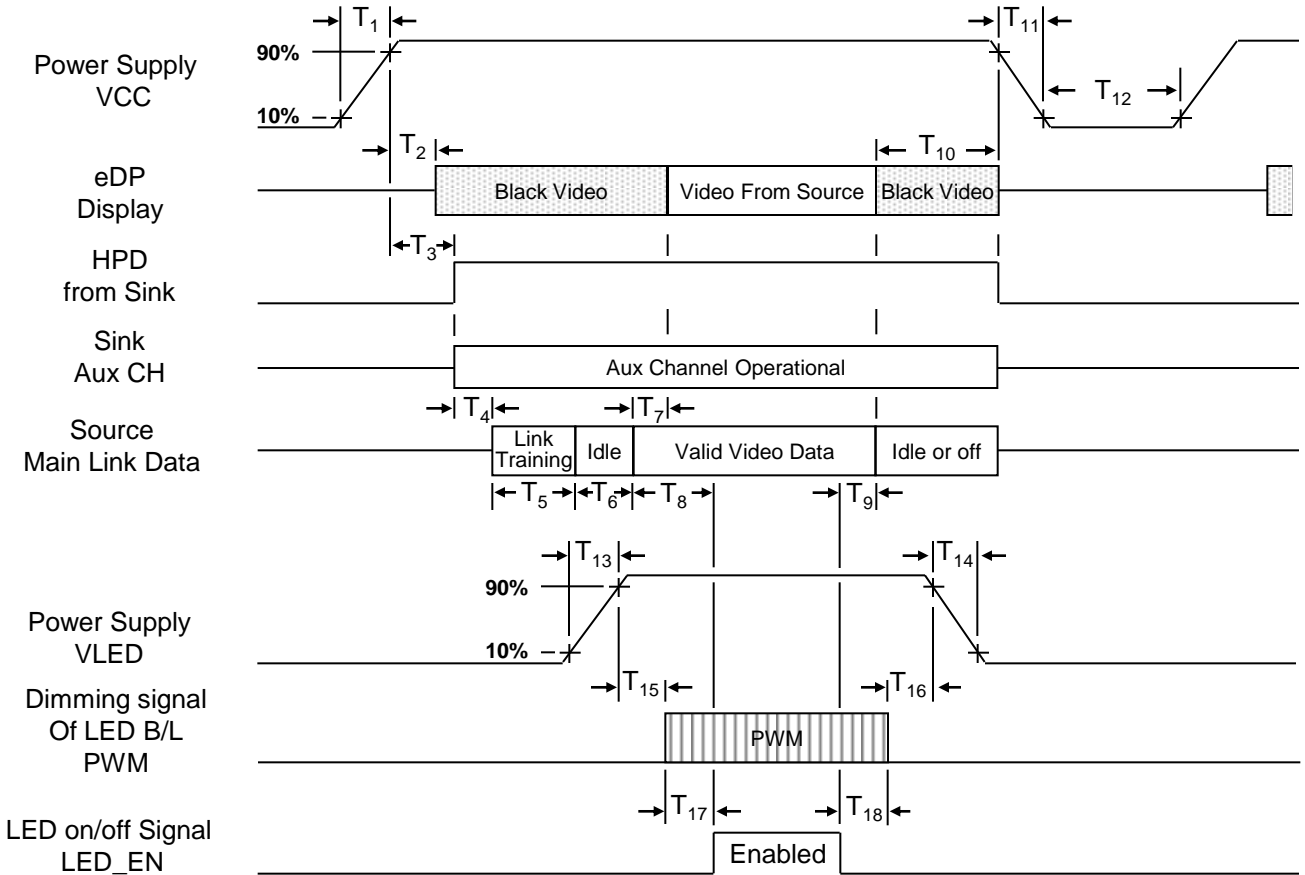 T1
T11
90%
Power Supply
VCC
T12
10%
T2
T10
eDP
Display
Black Video
Video From Source
Black Video
T3
HPD
from Sink
Sink
Aux CH
Aux Channel Operational
T4
T7
Source
Main Link Data
Link
Training
Idle
Valid Video Data
Idle or off
T5
T6
T8
T9
T13
T14
90%
Power Supply
VLED
10%
T15
T16
Dimming signal
Of LED B/L
PWM
PWM
T17
T18
LED on/off Signal
LED_EN
Enabled